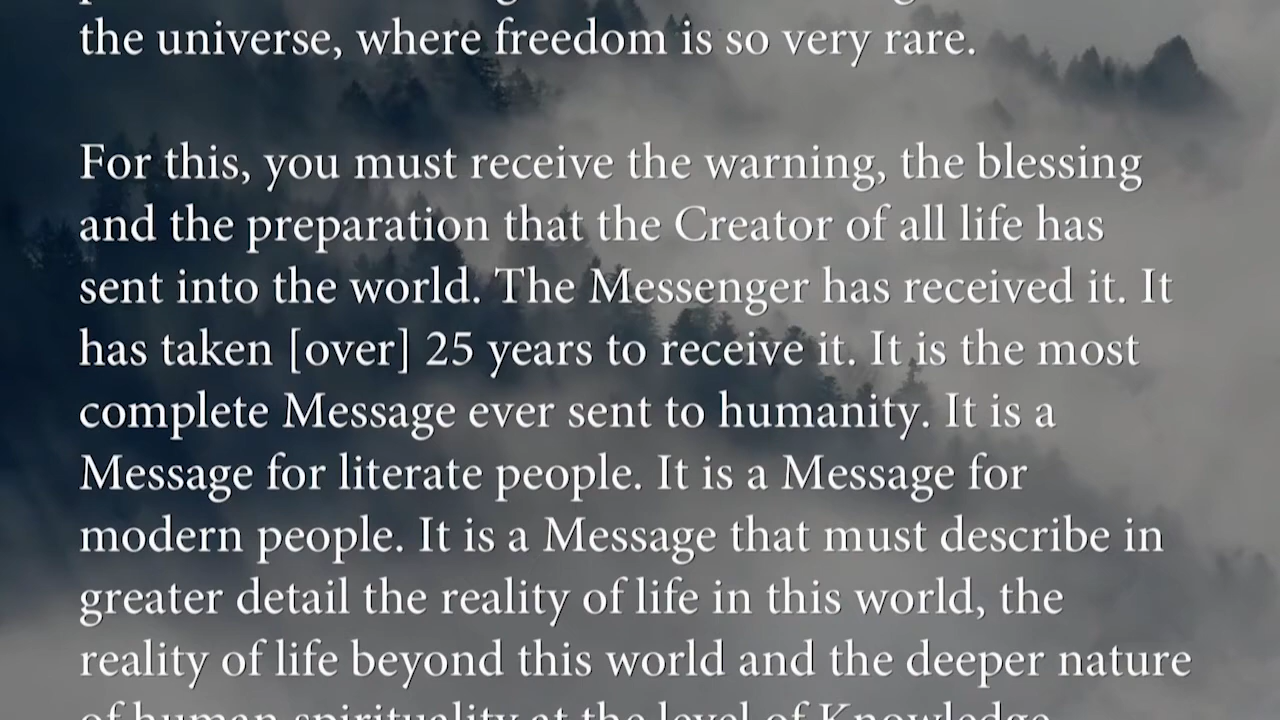 the universe, where freedom is so very rare.
For this, you must receive the warning, the blessing
and the preparation that the Creator of all life has
sent into the world. The Messenger has received it. It
has taken [over] 25 years to receive it. It is the most
complete Message ever sent to humanity. It is a
Message for literate people. It is a Message for
modern people. It is a Message that must describe in
greater detail the reality of life in this world, the
reality of life beyond this world and the deeper nature
of human spirituality at the level of Knowledge